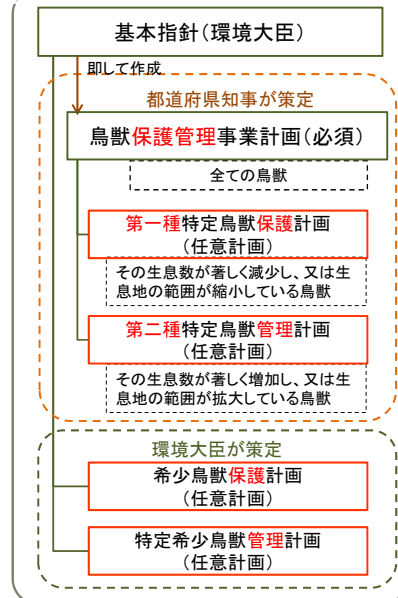 基本指針(環境大臣)
即して作成
都道府県知事が策定
鳥獣保護管理事業計画(必須)
全ての鳥獣
第一種特定鳥獣保護計画
(任意計画)
その生息数が著しく減少し、又は生
息地の範囲が縮小している鳥獣
第二種特定鳥獣管理計画
(任意計画)
その生息数が著しく増加し、又は生
息地の範囲が拡大している鳥獣
環境大臣が策定
希少鳥獣保護計画
(任意計画)
特定希少鳥獣管理計画
(任意計画)